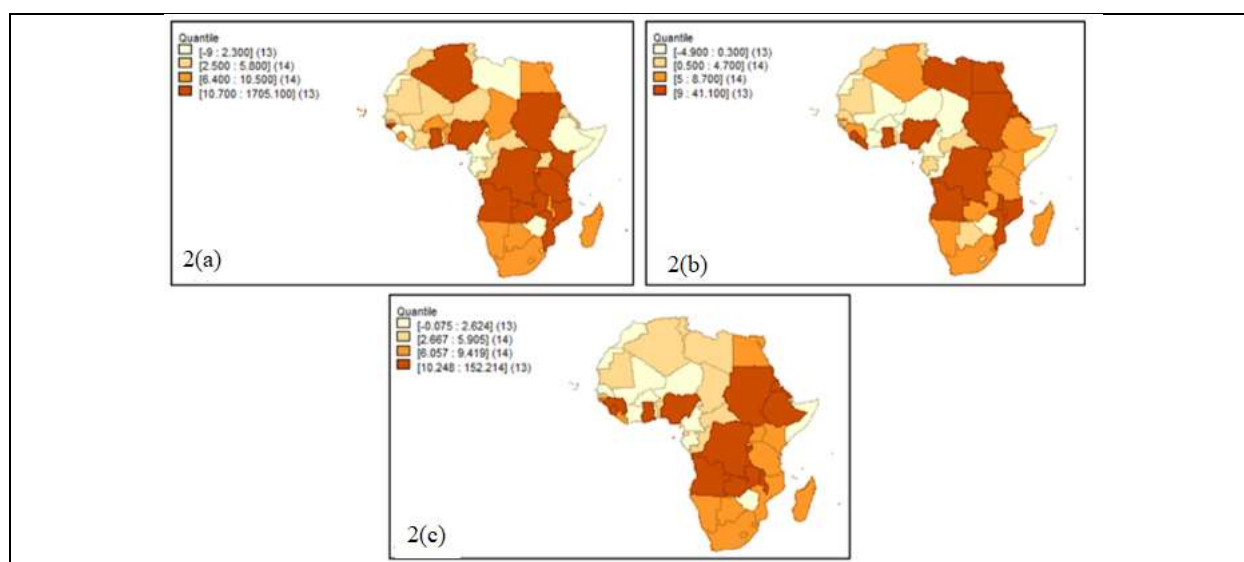 Quantile
[-9 : 2.300] (13)
[2.500 : 5.800] (14)
[6.400 : 10.500] (14)
[10.700 : 1705.100] (13)
2(a)
Quantile
[-4.900 : 0.300] (13)
[0.500 : 4.700] (14)
[5 : 8.700] (14)
[9 : 41.100] (13)
2(b)
Quantile
[-0.075 : 2.624] (13)
[2.667 : 5.905] (14)
[6.057 : 9.419] (14)
[10.248 : 152.214] (13)
2(c)